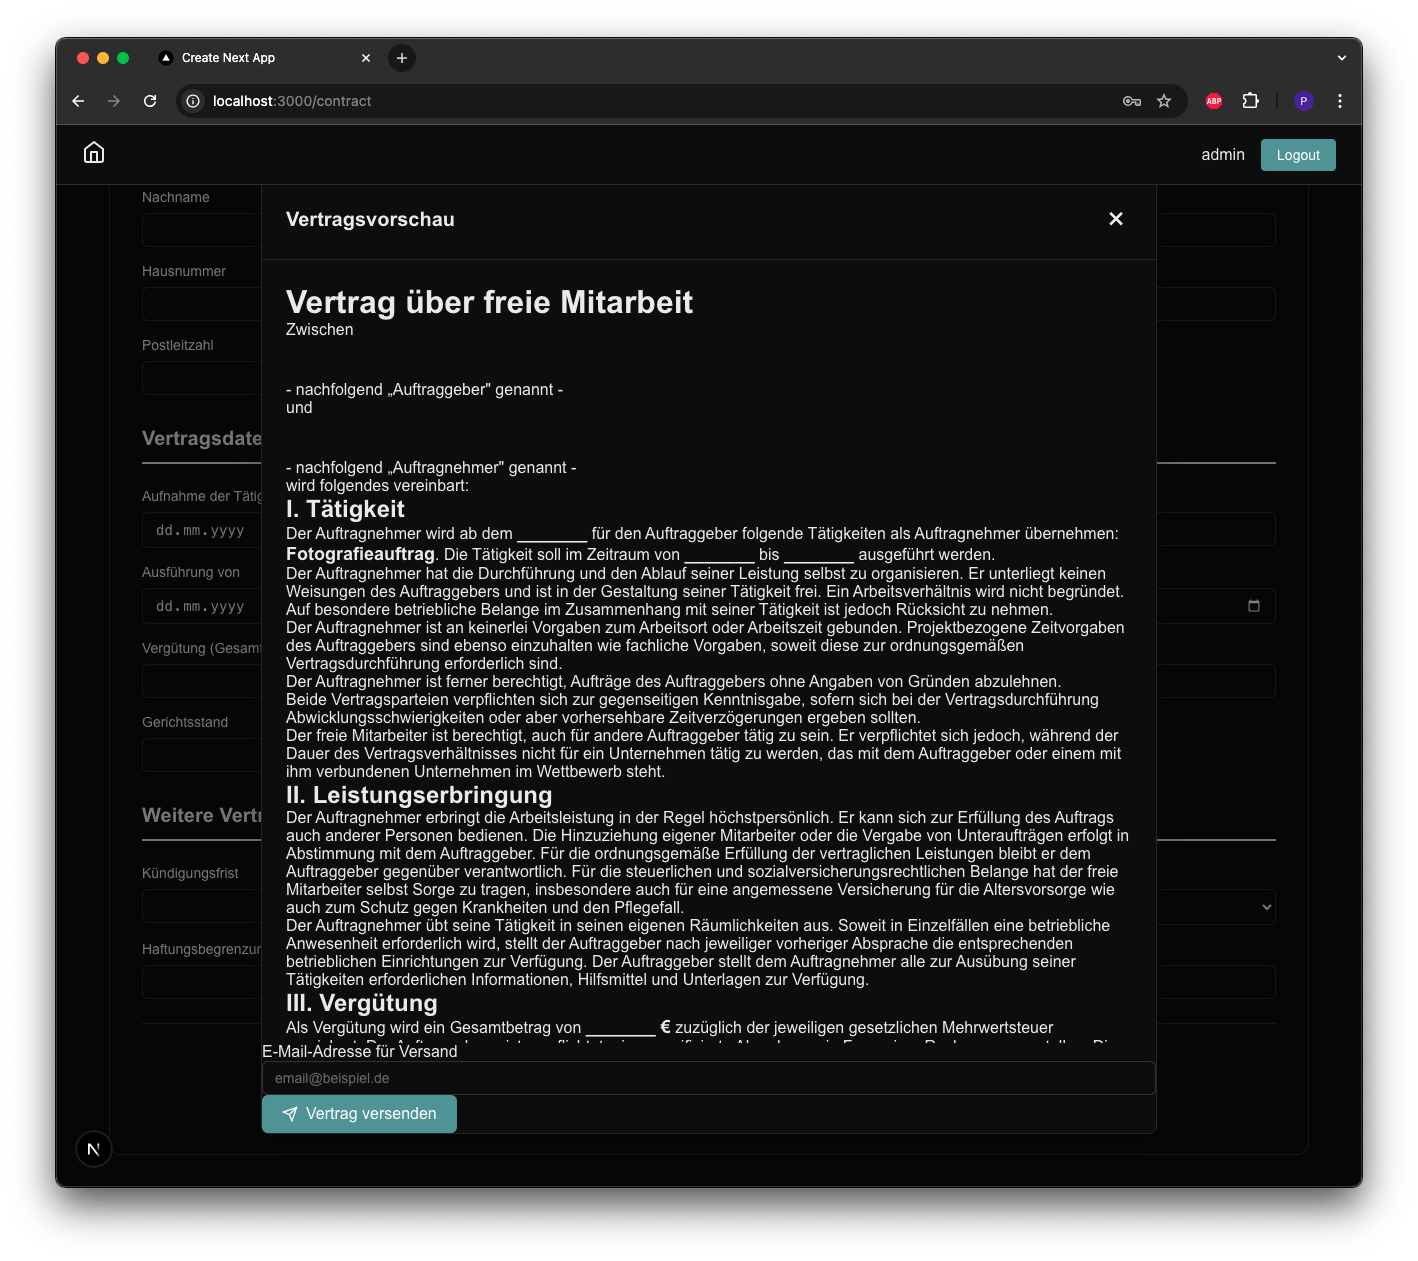 Create Next App
localhost:3000/contract
ABP
P
admin
Logout
Nachname
Hausnummer
Postleitzahl
Vertragsdate
Aufnahme der Tätig
dd.mm.yyyy
Ausführung von
dd.mm.yyyy
Vergütung (Gesamt
Gerichtsstand
Weitere Vertr
Kündigungsfrist
Haftungsbegrenzun
Vertragsvorschau
Vertrag über freie Mitarbeit
Zwischen
- nachfolgend „Auftraggeber" genannt -
und
- nachfolgend „Auftragnehmer" genannt -
wird folgendes vereinbart:
I. Tätigkeit
Der Auftragnehmer wird ab dem ________ für den Auftraggeber folgende Tätigkeiten als Auftragnehmer übernehmen:
Fotografieauftrag. Die Tätigkeit soll im Zeitraum von ________ bis ________ ausgeführt werden.
Der Auftragnehmer hat die Durchführung und den Ablauf seiner Leistung selbst zu organisieren. Er unterliegt keinen
Weisungen des Auftraggebers und ist in der Gestaltung seiner Tätigkeit frei. Ein Arbeitsverhältnis wird nicht begründet.
Auf besondere betriebliche Belange im Zusammenhang mit seiner Tätigkeit ist jedoch Rücksicht zu nehmen.
Der Auftragnehmer ist an keinerlei Vorgaben zum Arbeitsort oder Arbeitszeit gebunden. Projektbezogene Zeitvorgaben
des Auftraggebers sind ebenso einzuhalten wie fachliche Vorgaben, soweit diese zur ordnungsgemäßen
Vertragsdurchführung erforderlich sind.
Der Auftragnehmer ist ferner berechtigt, Aufträge des Auftraggebers ohne Angaben von Gründen abzulehnen.
Beide Vertragsparteien verpflichten sich zur gegenseitigen Kenntnisgabe, sofern sich bei der Vertragsdurchführung
Abwicklungsschwierigkeiten oder aber vorhersehbare Zeitverzögerungen ergeben sollten.
Der freie Mitarbeiter ist berechtigt, auch für andere Auftraggeber tätig zu sein. Er verpflichtet sich jedoch, während der
Dauer des Vertragsverhältnisses nicht für ein Unternehmen tätig zu werden, das mit dem Auftraggeber oder einem mit
ihm verbundenen Unternehmen im Wettbewerb steht.
II. Leistungserbringung
Der Auftragnehmer erbringt die Arbeitsleistung in der Regel höchstpersönlich. Er kann sich zur Erfüllung des Auftrags
auch anderer Personen bedienen. Die Hinzuziehung eigener Mitarbeiter oder die Vergabe von Unteraufträgen erfolgt in
Abstimmung mit dem Auftraggeber. Für die ordnungsgemäße Erfüllung der vertraglichen Leistungen bleibt er dem
Auftraggeber gegenüber verantwortlich. Für die steuerlichen und sozialversicherungsrechtlichen Belange hat der freie
Mitarbeiter selbst Sorge zu tragen, insbesondere auch für eine angemessene Versicherung für die Altersvorsorge wie
auch zum Schutz gegen Krankheiten und den Pflegefall.
Der Auftragnehmer übt seine Tätigkeit in seinen eigenen Räumlichkeiten aus. Soweit in Einzelfällen eine betriebliche
Anwesenheit erforderlich wird, stellt der Auftraggeber nach jeweiliger vorheriger Absprache die entsprechenden
betrieblichen Einrichtungen zur Verfügung. Der Auftraggeber stellt dem Auftragnehmer alle zur Ausübung seiner
Tätigkeiten erforderlichen Informationen, Hilfsmittel und Unterlagen zur Verfügung.
III. Vergütung
Als Vergütung wird ein Gesamtbetrag von ________ € zuzüglich der jeweiligen gesetzlichen Mehrwertsteuer
E-Mail-Adresse für Versand
email@beispiel.de
Vertrag versenden
N